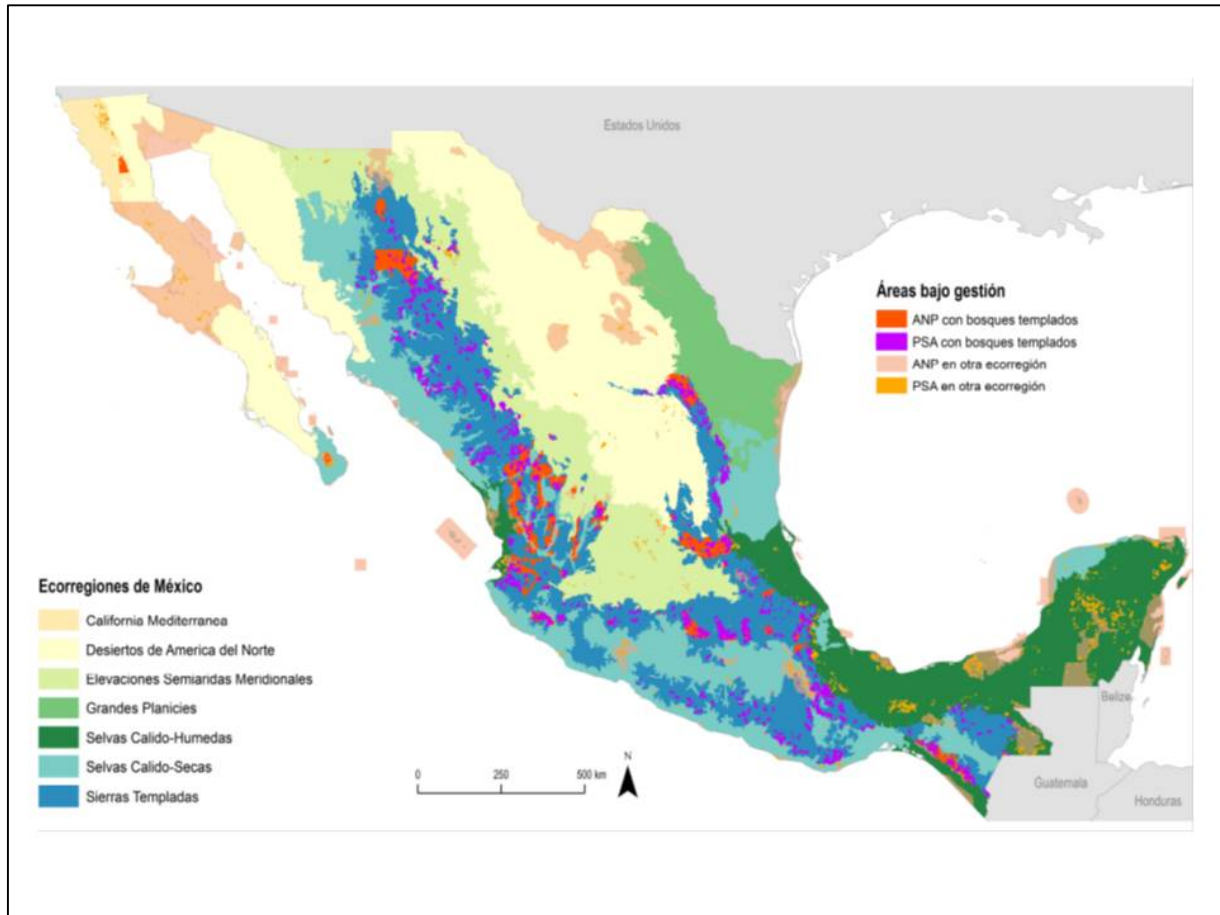 Estados Unidos
Áreas bajo gestión
ANP con bosques templados
PSA con bosques templados
ANP en otra ecorregión
PSA en otra ecorregión
Ecorregiones de México
California Mediterranea
Desiertos de America del Norte
Elevaciones Semiaridas Meridionales
Grandes Planicies
Selvas Calido-Humedas
Selvas Calido-Secas
Sierras Templadas
0 250 500 km
N
Belize
Guatemala
Honduras